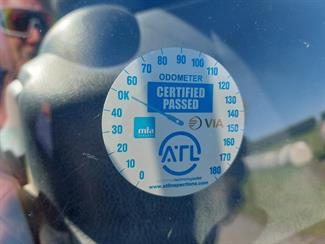 0 10 20 30 40 50 OK 60 70 80 90 100 110 120 130 140 150 160 170 180
ODOMETER
CERTIFIED
PASSED
mfa
VIA
ATL
www.atlinspections.com